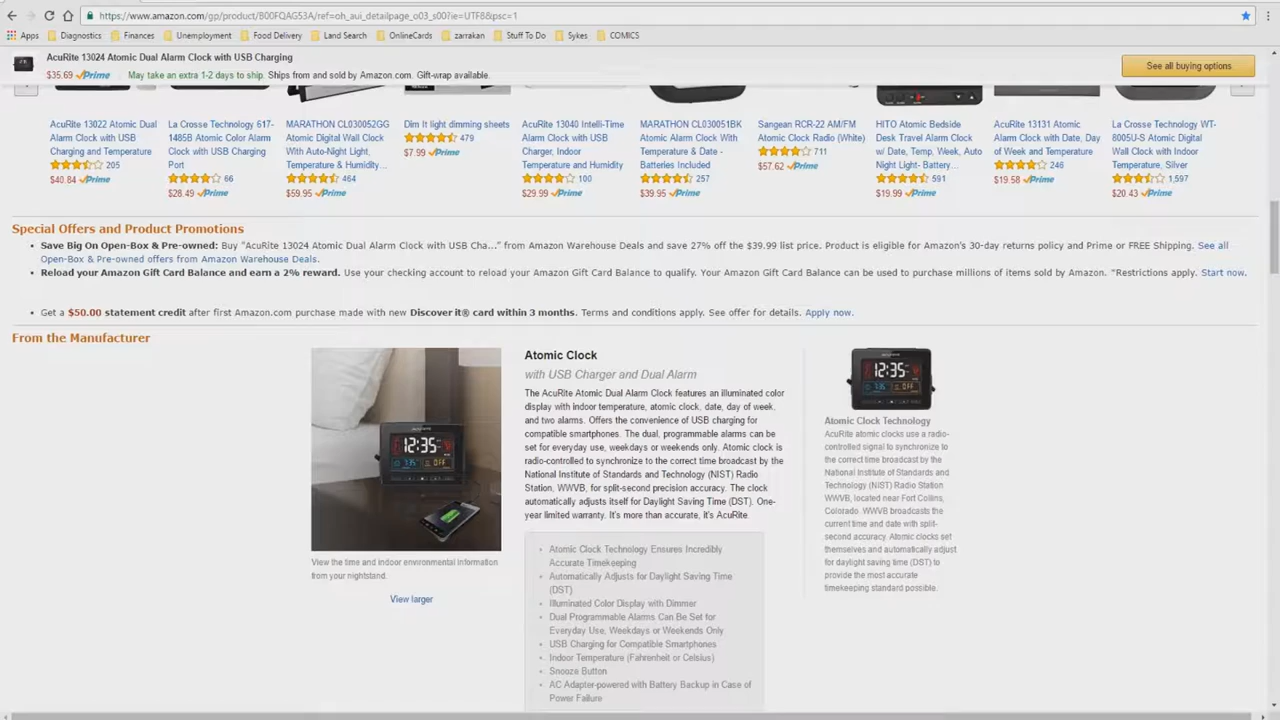 https://www.amazon.com/gp/product/B00FQAG53A/ref=oh_aui_detailpage_o03_s00?ie=UTF8&psc=1
Apps Diagnostics Finances Unemployment Food Delivery Land Search OnlineCards zarrakan Stuff To Do Sykes COMICS
AcuRite 13024 Atomic Dual Alarm Clock with USB Charging
$35.69 Prime May take an extra 1-2 days to ship. Ships from and sold by Amazon.com. Gift-wrap available.
See all buying options
AcuRite 13022 Atomic Dual
Alarm Clock with USB
Charging and Temperature
205
$40.84 Prime
La Crosse Technology 617-
1485B Atomic Color Alarm
Clock with USB Charging
Port
66
$28.49 Prime
MARATHON CL030052GG
Atomic Digital Wall Clock
With Auto-Night Light,
Temperature & Humidity...
464
$59.95 Prime
Dim It light dimming sheets
479
$7.99 Prime
AcuRite 13040 Intelli-Time
Alarm Clock with USB
Charger, Indoor
Temperature and Humidity
100
$29.99 Prime
MARATHON CL030051BK
Atomic Alarm Clock With
Temperature & Date -
Batteries Included
257
$39.95 Prime
Sangean RCR-22 AM/FM
Atomic Clock Radio (White)
711
$57.62 Prime
HITO Atomic Bedside
Desk Travel Alarm Clock
w/ Date, Temp, Week, Auto
Night Light- Battery...
591
$19.99 Prime
AcuRite 13131 Atomic
Alarm Clock with Date, Day
of Week and Temperature
246
$19.58 Prime
La Crosse Technology WT-
8005U-S Atomic Digital
Wall Clock with Indoor
Temperature, Silver
1,597
$20.43 Prime
Special Offers and Product Promotions
Save Big On Open-Box & Pre-owned: Buy "AcuRite 13024 Atomic Dual Alarm Clock with USB Cha..." from Amazon Warehouse Deals and save 27% off the $39.99 list price. Product is eligible for Amazon's 30-day returns policy and Prime or FREE Shipping. See all
Open-Box & Pre-owned offers from Amazon Warehouse Deals.
Reload your Amazon Gift Card Balance and earn a 2% reward. Use your checking account to reload your Amazon Gift Card Balance to qualify. Your Amazon Gift Card Balance can be used to purchase millions of items sold by Amazon. *Restrictions apply. Start now.
Get a $50.00 statement credit after first Amazon.com purchase made with new Discover it® card within 3 months. Terms and conditions apply. See offer for details. Apply now.
From the Manufacturer
12:35
View the time and indoor environmental information
from your nightstand.
View larger
Atomic Clock
with USB Charger and Dual Alarm
The AcuRite Atomic Dual Alarm Clock features an illuminated color
display with indoor temperature, atomic clock, date, day of week,
and two alarms. Offers the convenience of USB charging for
compatible smartphones. The dual, programmable alarms can be
set for everyday use, weekdays or weekends only. Atomic clock is
radio-controlled to synchronize to the correct time broadcast by the
National Institute of Standards and Technology (NIST) Radio
Station, WWVB, for split-second precision accuracy. The clock
automatically adjusts itself for Daylight Saving Time (DST). One-
year limited warranty. It's more than accurate, it's AcuRite.
Atomic Clock Technology Ensures Incredibly
Accurate Timekeeping
Automatically Adjusts for Daylight Saving Time
(DST)
Illuminated Color Display with Dimmer
Dual Programmable Alarms Can Be Set for
Everyday Use, Weekdays or Weekends Only
USB Charging for Compatible Smartphones
Indoor Temperature (Fahrenheit or Celsius)
Snooze Button
AC Adapter-powered with Battery Backup in Case of
Power Failure
12:35
Atomic Clock Technology
AcuRite atomic clocks use a radio-
controlled signal to synchronize to
the correct time broadcast by the
National Institute of Standards and
Technology (NIST) Radio Station
WWVB, located near Fort Collins,
Colorado. WWVB broadcasts the
current time and date with split-
second accuracy. Atomic clocks set
themselves and automatically adjust
for daylight saving time (DST) to
provide the most accurate
timekeeping standard possible.